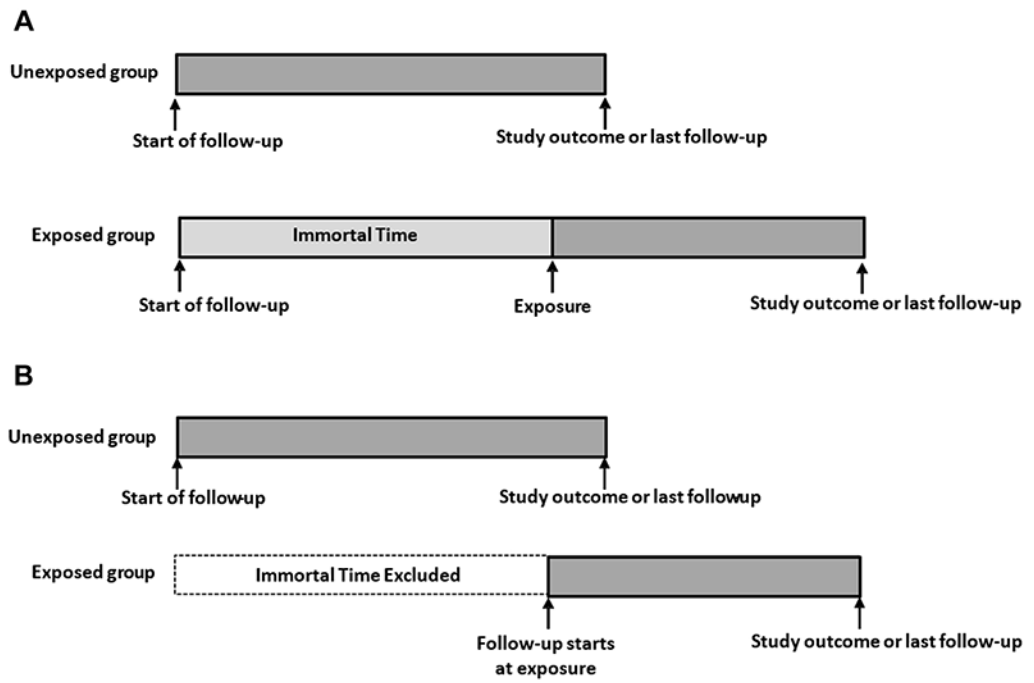 A
Unexposed group
Start of follow-up
Study outcome or last follow-up
Exposed group
Immortal Time
Start of follow-up
Exposure
Study outcome or last follow-up
B
Unexposed group
Start of follow-up
Study outcome or last follow-up
Exposed group
Immortal Time Excluded
Follow-up starts
at exposure
Study outcome or last follow-up